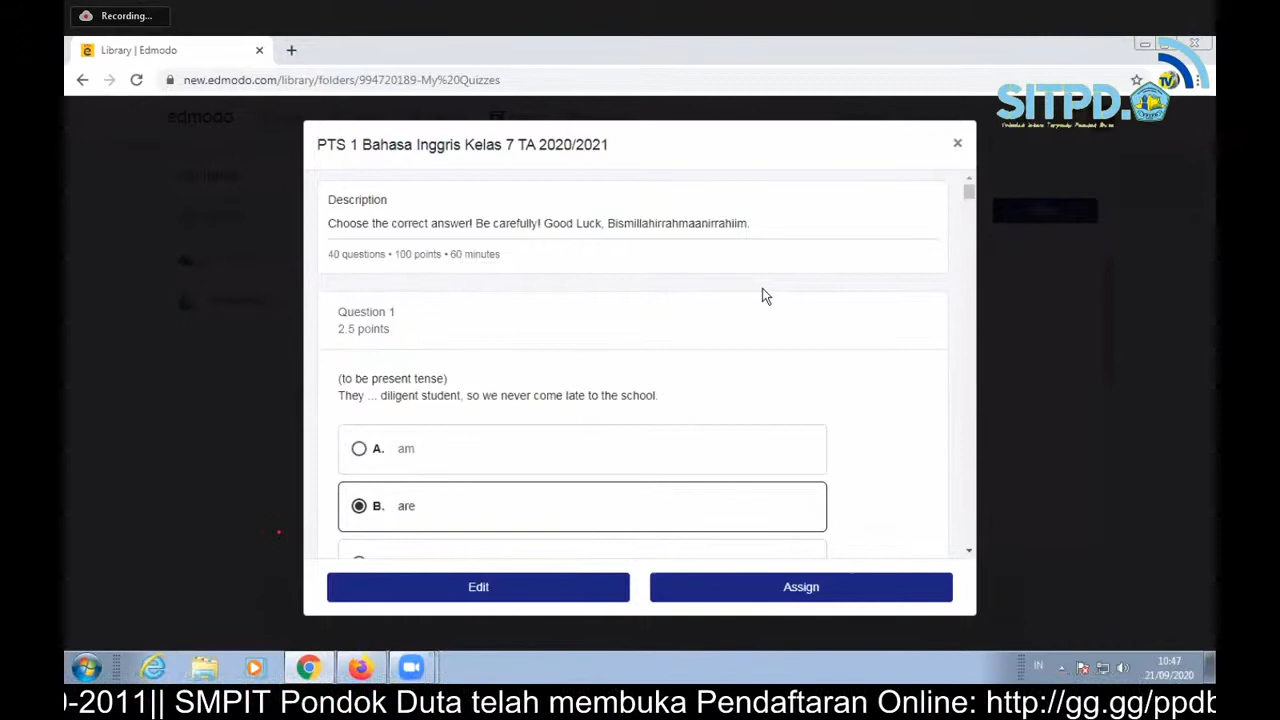 Recording...
Library | Edmodo
new.edmodo.com/library/folders/994720189-My%20Quizzes
TV
SITPD.
edmodo
PTS 1 Bahasa Inggris Kelas 7 TA 2020/2021
Description
Choose the correct answer! Be carefully! Good Luck, Bismillahirrahmaanirrahiim.
40 questions • 100 points • 60 minutes
Question 1
2.5 points
(to be present tense)
They ... diligent student, so we never come late to the school.
A. am
B. are
Edit
Assign
IN
10:47
21/09/2020
0-2011|| SMPIT Pondok Duta telah membuka Pendaftaran Online: http://gg.gg/ppdb